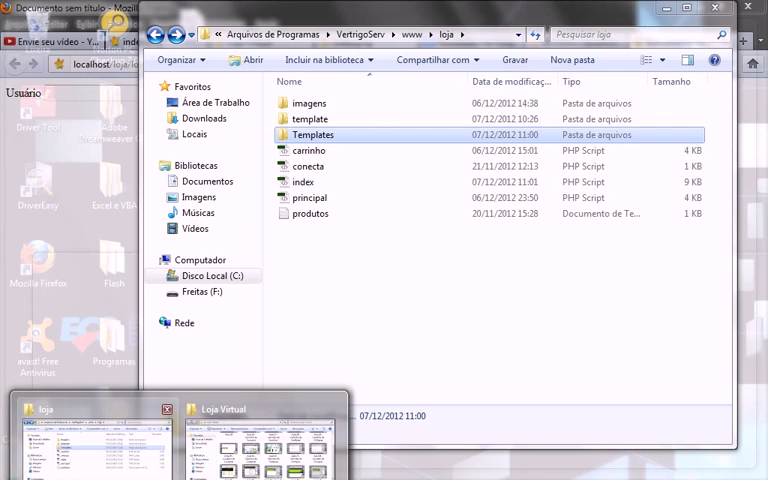 Documento sem título - Mozill
Envie seu vídeo - Y...
index
localhost/loja/lo
Usuário
Driver Tool
Adobe
Dreamweaver
DriverEasy
Excel e VBA
Mozilla Firefox
Flash
avast! Free
Antivirus
Programas
« Arquivos de Programas VertrigoServ www loja
Pesquisar loja
Organizar Abrir Incluir na biblioteca Compartilhar com Gravar Nova pasta
Nome Data de modificaç... Tipo Tamanho
imagens 06/12/2012 14:38 Pasta de arquivos
template 07/12/2012 10:26 Pasta de arquivos
Templates 07/12/2012 11:00 Pasta de arquivos
carrinho 06/12/2012 15:01 PHP Script 4 KB
conecta 21/11/2012 12:13 PHP Script 1 KB
index 07/12/2012 11:01 PHP Script 9 KB
principal 06/12/2012 23:50 PHP Script 4 KB
produtos 20/11/2012 15:28 Documento de Te... 1 KB
Favoritos
Área de Trabalho
Downloads
Locais
Bibliotecas
Documentos
Imagens
Músicas
Vídeos
Computador
Disco Local (C:)
Freitas (F:)
Rede
07/12/2012 11:00
loja
Loja Virtual